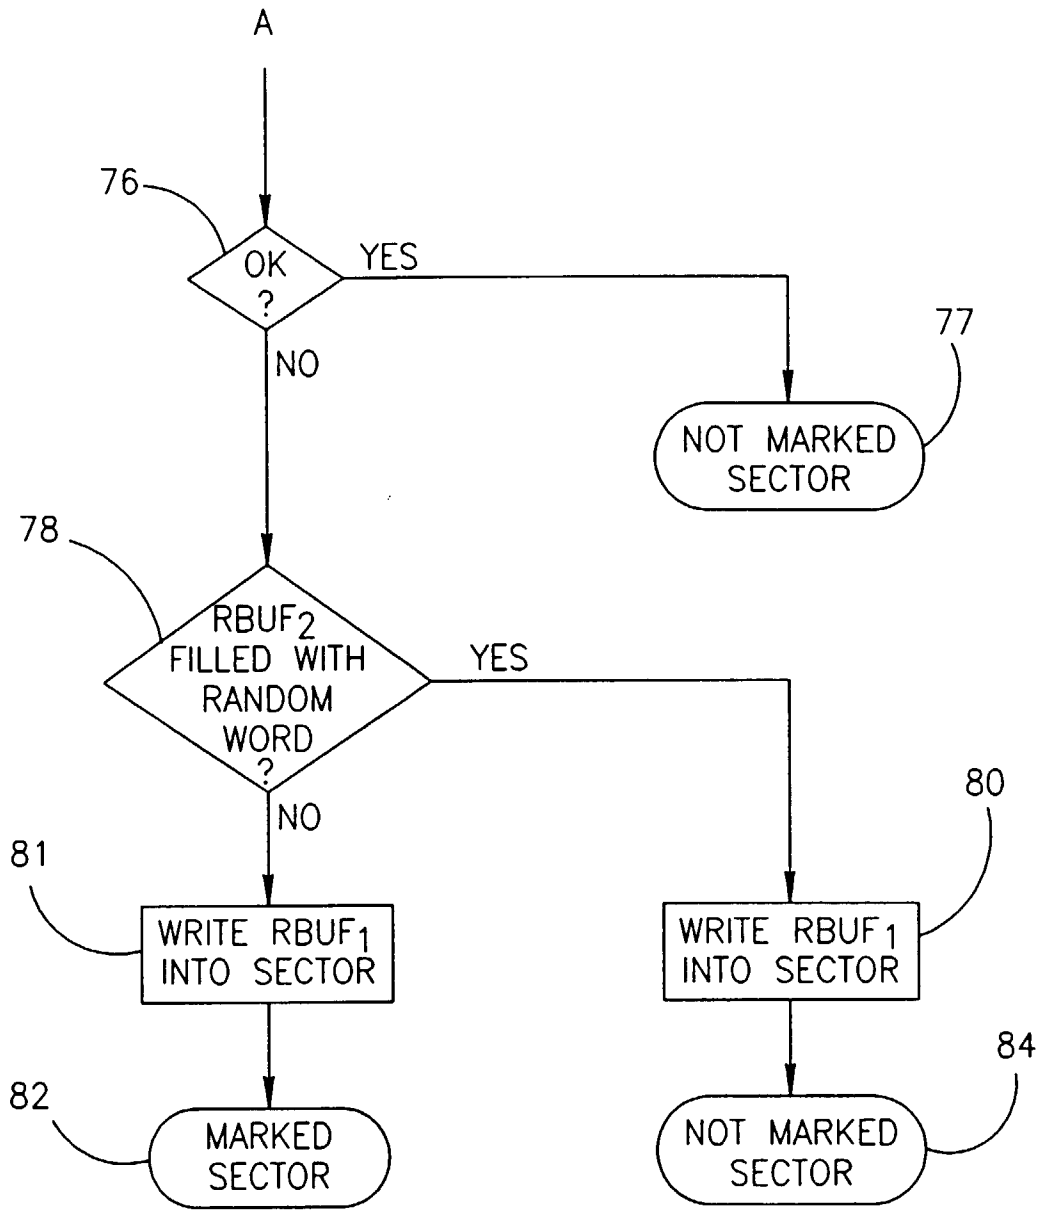 A
76
OK
?
YES
NO
77
NOT MARKED
SECTOR
78
RBUF2
FILLED WITH
RANDOM
WORD
?
YES
NO
81
WRITE RBUF1
INTO SECTOR
80
WRITE RBUF1
INTO SECTOR
82
MARKED
SECTOR
84
NOT MARKED
SECTOR